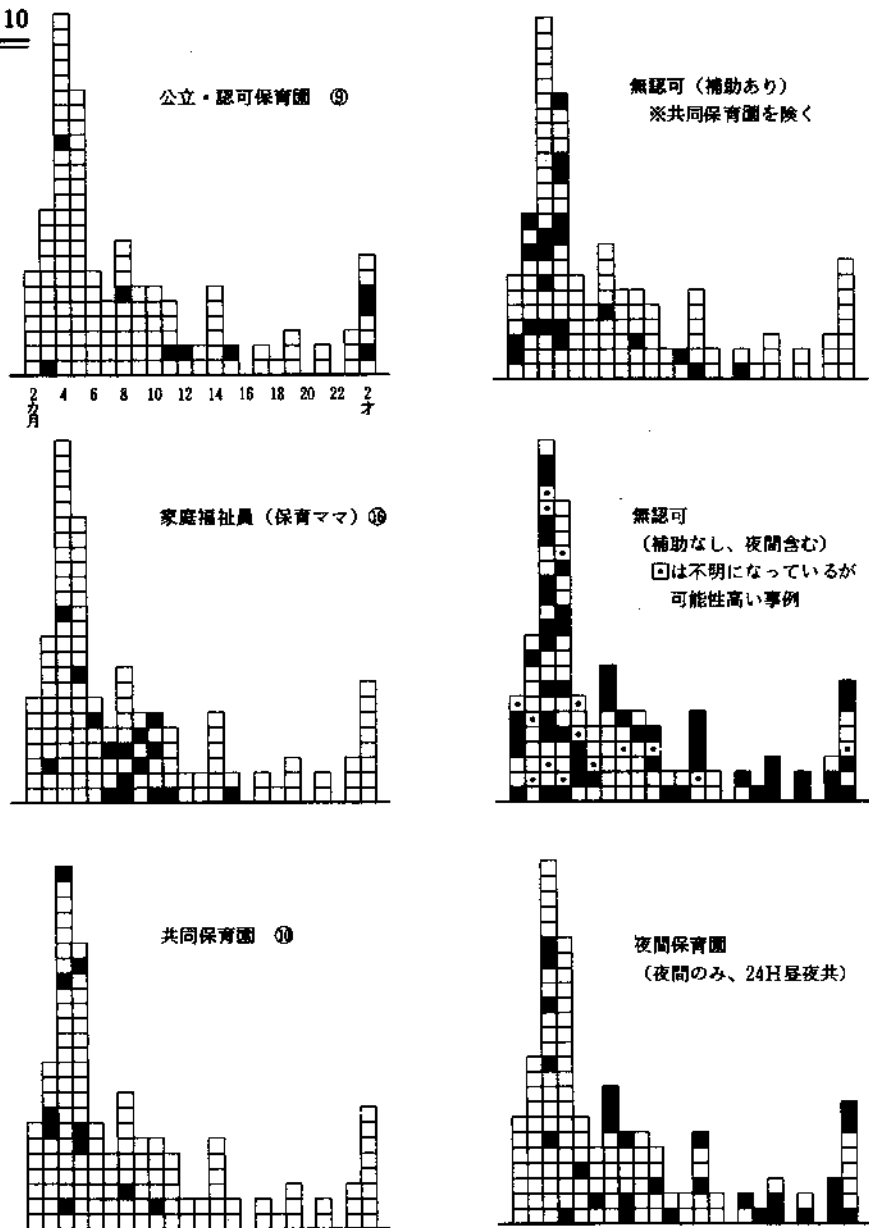 10
公立・認可保育園 ⑨
2カ月 4 6 8 10 12 14 16 18 20 22 2才
無認可(補助あり)
※共同保育園を除く
家庭福祉員(保育ママ)⑯
無認可
(補助なし、夜間含む)
⊡は不明になっているが
可能性高い事例
共同保育園 ⑩
夜間保育園
(夜間のみ、24H昼夜共)